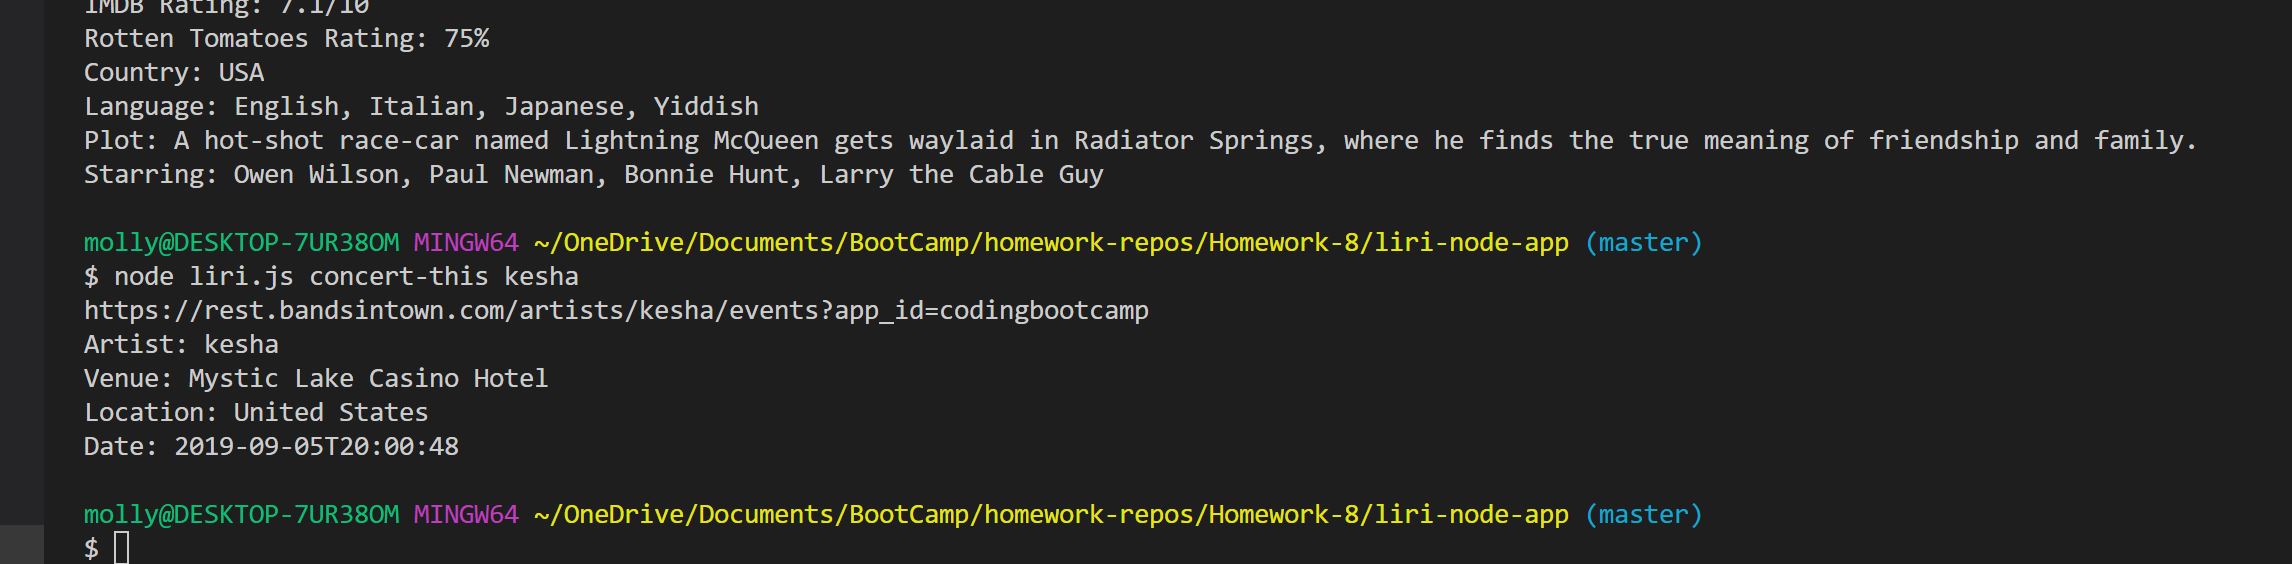 IMDB Rating: 7.1/10
Rotten Tomatoes Rating: 75%
Country: USA
Language: English, Italian, Japanese, Yiddish
Plot: A hot-shot race-car named Lightning McQueen gets waylaid in Radiator Springs, where he finds the true meaning of friendship and family.
Starring: Owen Wilson, Paul Newman, Bonnie Hunt, Larry the Cable Guy
molly@DESKTOP-7UR38OM MINGW64 ~/OneDrive/Documents/BootCamp/homework-repos/Homework-8/liri-node-app (master)
$ node liri.js concert-this kesha
https://rest.bandsintown.com/artists/kesha/events?app_id=codingbootcamp
Artist: kesha
Venue: Mystic Lake Casino Hotel
Location: United States
Date: 2019-09-05T20:00:48
molly@DESKTOP-7UR38OM MINGW64 ~/OneDrive/Documents/BootCamp/homework-repos/Homework-8/liri-node-app (master)
$